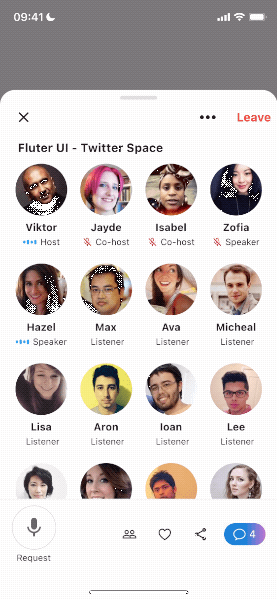 09:41
Leave
Fluter UI - Twitter Space
Viktor Jayde Isabel Zofia
Host Co-host Co-host Speaker
Hazel Max Ava Micheal
Speaker Listener Listener Listener
Lisa Aron Ioan Lee
Listener Listener Listener Listener
4
Request